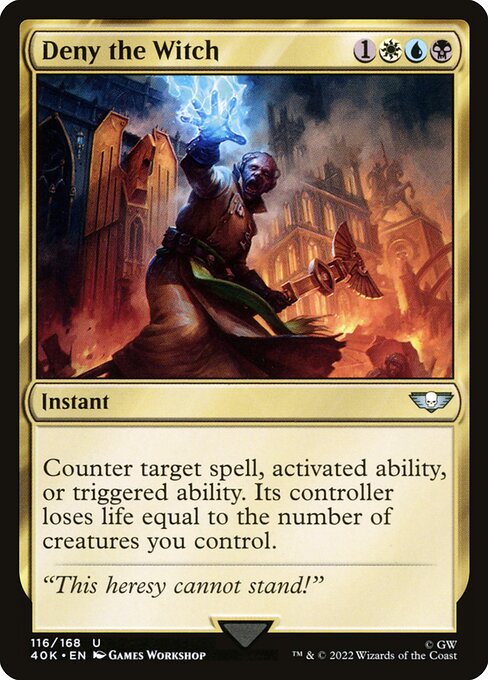 Deny the Witch 1
Instant
Counter target spell, activated ability,
or triggered ability. Its controller
loses life equal to the number of
creatures you control.
“This heresy cannot stand!”
116/168 U
© GW
40K • EN Games Workshop ™ & © 2022 Wizards of the Coast